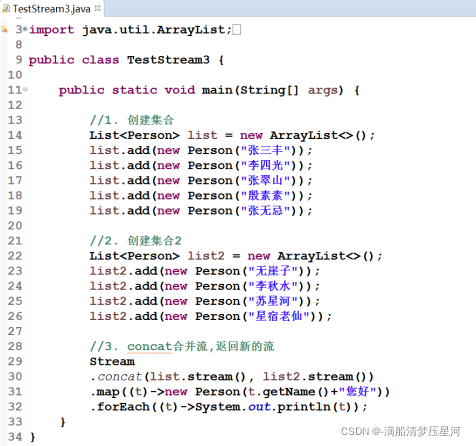 TestStream3.java
3 import java.util.ArrayList;
8
9 public class TestStream3 {
10
11 public static void main(String[] args) {
12
13 //1. 创建集合
14 List<Person> list = new ArrayList<>();
15 list.add(new Person("张三丰"));
16 list.add(new Person("李四光"));
17 list.add(new Person("张翠山"));
18 list.add(new Person("殷素素"));
19 list.add(new Person("张无忌"));
20
21 //2. 创建集合2
22 List<Person> list2 = new ArrayList<>();
23 list2.add(new Person("无崖子"));
24 list2.add(new Person("李秋水"));
25 list2.add(new Person("苏星河"));
26 list2.add(new Person("星宿老仙"));
27
28 //3. concat合并流,返回新的流
29 Stream
30 .concat(list.stream(), list2.stream())
31 .map((t)->new Person(t.getName()+"您好"))
32 .forEach((t)->System.out.println(t));
33 }
34 }
CSDN @-满船清梦压星河